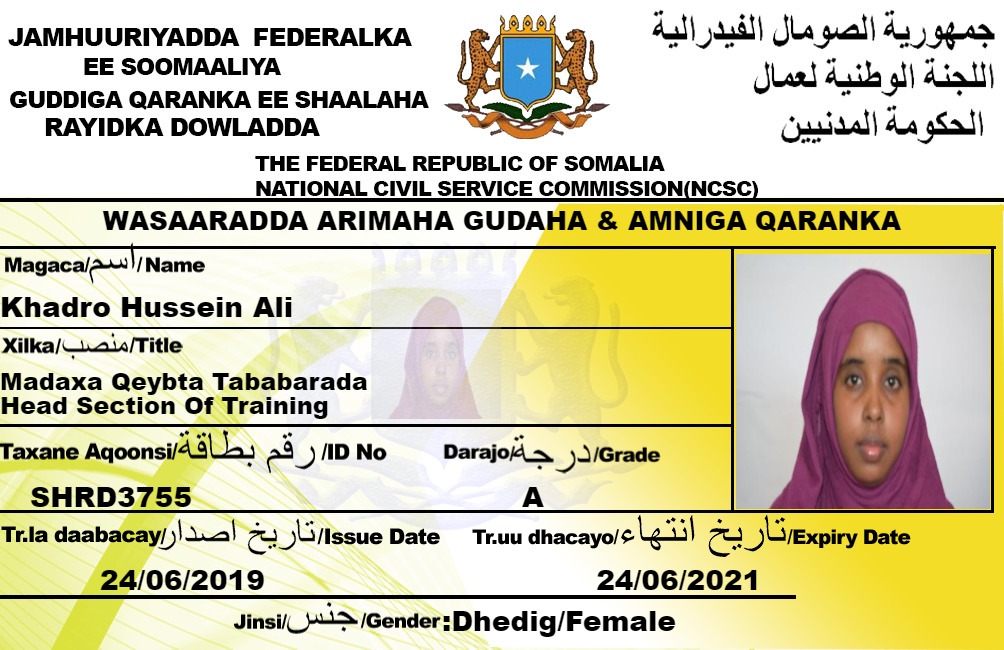 JAMHUURIYADDA FEDERALKA
EE SOOMAALIYA
GUDDIGA QARANKA EE SHAALAHA
RAYIDKA DOWLADDA
جمهورية الصومال الفيدرالية
اللجنة الوطنية لعمال
الحكومة المدنيين
THE FEDERAL REPUBLIC OF SOMALIA
NATIONAL CIVIL SERVICE COMMISSION(NCSC)
WASAARADDA ARIMAHA GUDAHA & AMNIGA QARANKA
Magaca/اسم/Name
Khadro Hussein Ali
Xilka/منصب/Title
Madaxa Qeybta Tababarada
Head Section Of Training
Taxane Aqoonsi/رقم بطاقة/ID No
Darajo/درجة/Grade
SHRD3755
A
Tr.la daabacay/تاريخ اصدار/Issue Date
Tr.uu dhacayo/تاريخ انتهاء/Expiry Date
24/06/2019
24/06/2021
Jinsi/جنس/Gender:Dhedig/Female